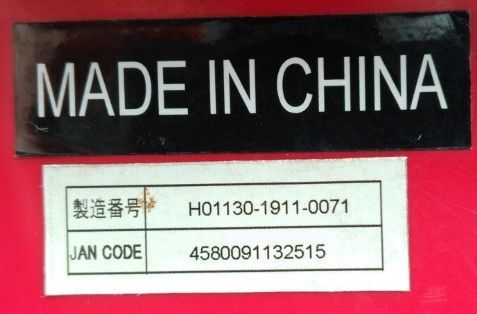 MADE IN CHINA
製造番号 H01130-1911-0071
JAN CODE 4580091132515